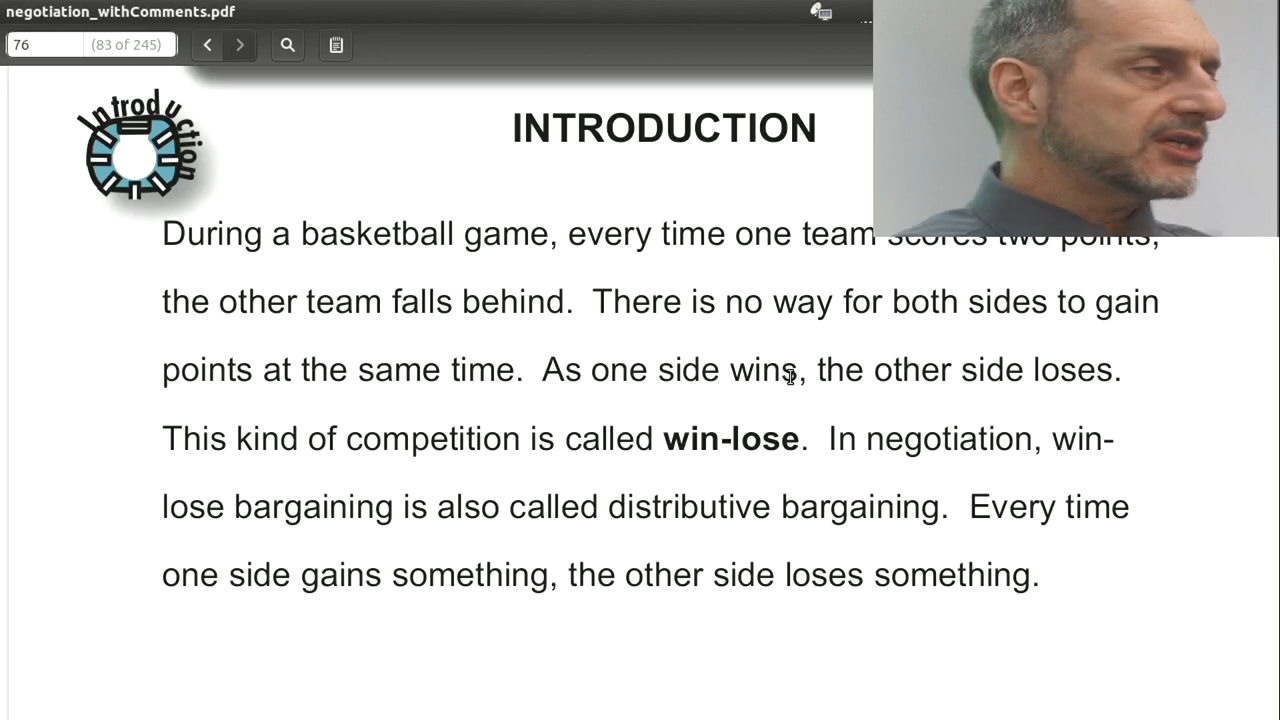 negotiation_withComments.pdf
76 (83 of 245)
Introduction
INTRODUCTION
During a basketball game, every time one team scores two points,
the other team falls behind.  There is no way for both sides to gain
points at the same time.  As one side wins, the other side loses.
This kind of competition is called win-lose.  In negotiation, win-
lose bargaining is also called distributive bargaining.  Every time
one side gains something, the other side loses something.